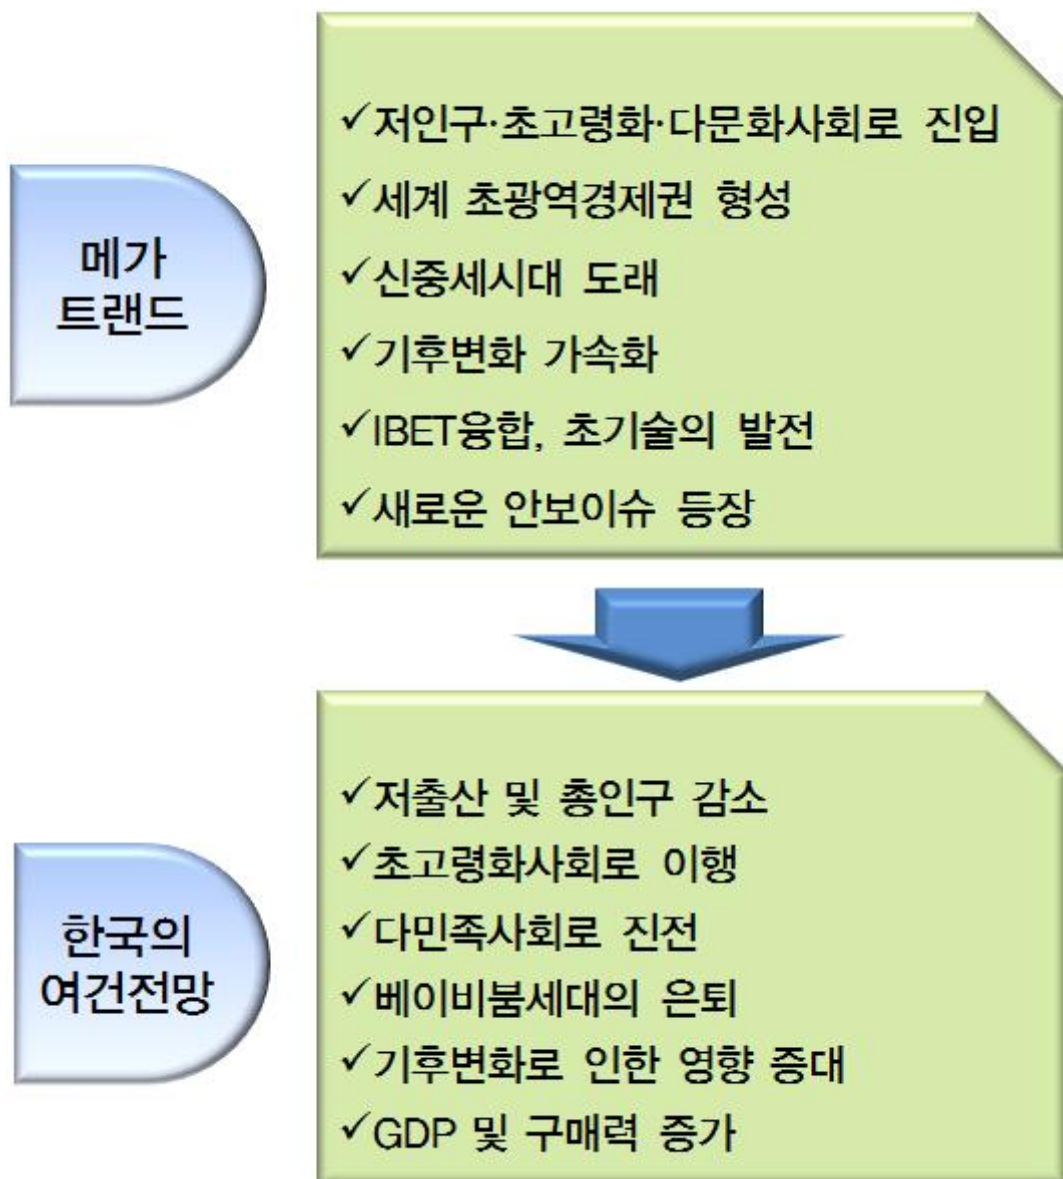 메가
트랜드
✓저인구·초고령화·다문화사회로 진입
✓세계 초광역경제권 형성
✓신중세시대 도래
✓기후변화 가속화
✓IBET융합, 초기술의 발전
✓새로운 안보이슈 등장
한국의
여건전망
✓저출산 및 총인구 감소
✓초고령화사회로 이행
✓다민족사회로 진전
✓베이비붐세대의 은퇴
✓기후변화로 인한 영향 증대
✓GDP 및 구매력 증가